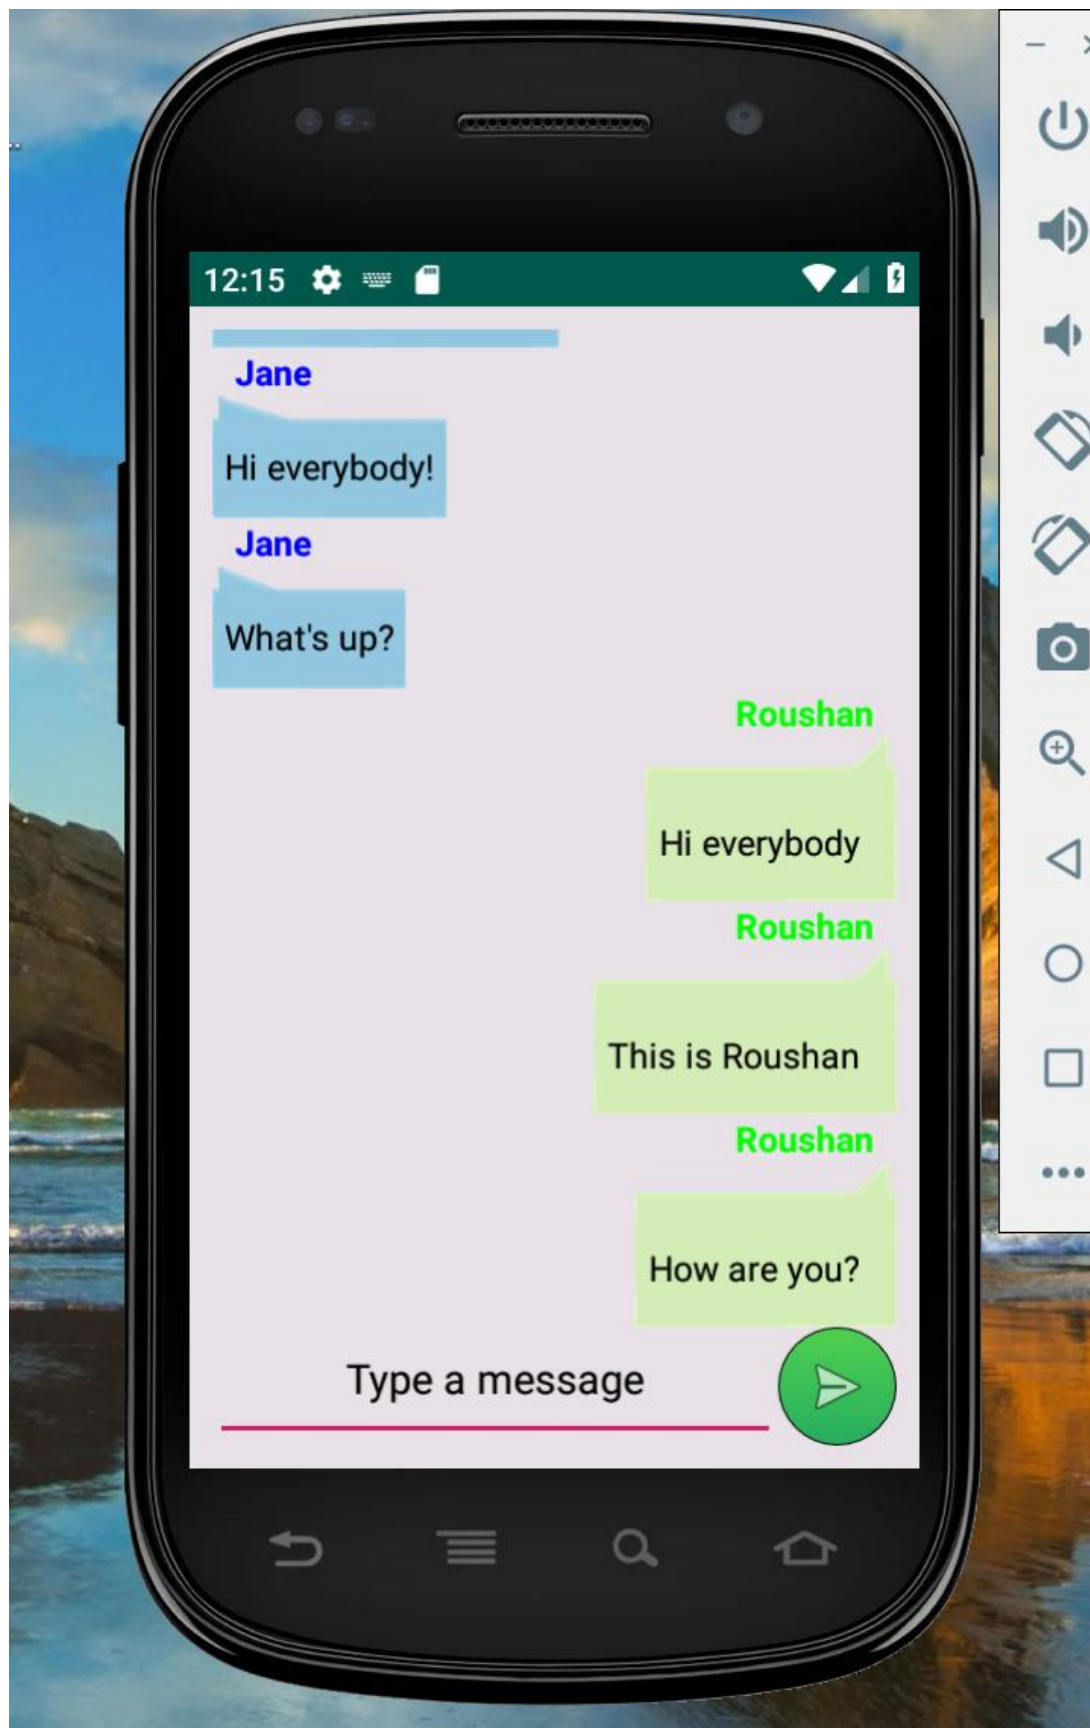 12:15
Jane
Hi everybody!
Jane
What's up?
Roushan
Hi everybody
Roushan
This is Roushan
Roushan
How are you?
Type a message